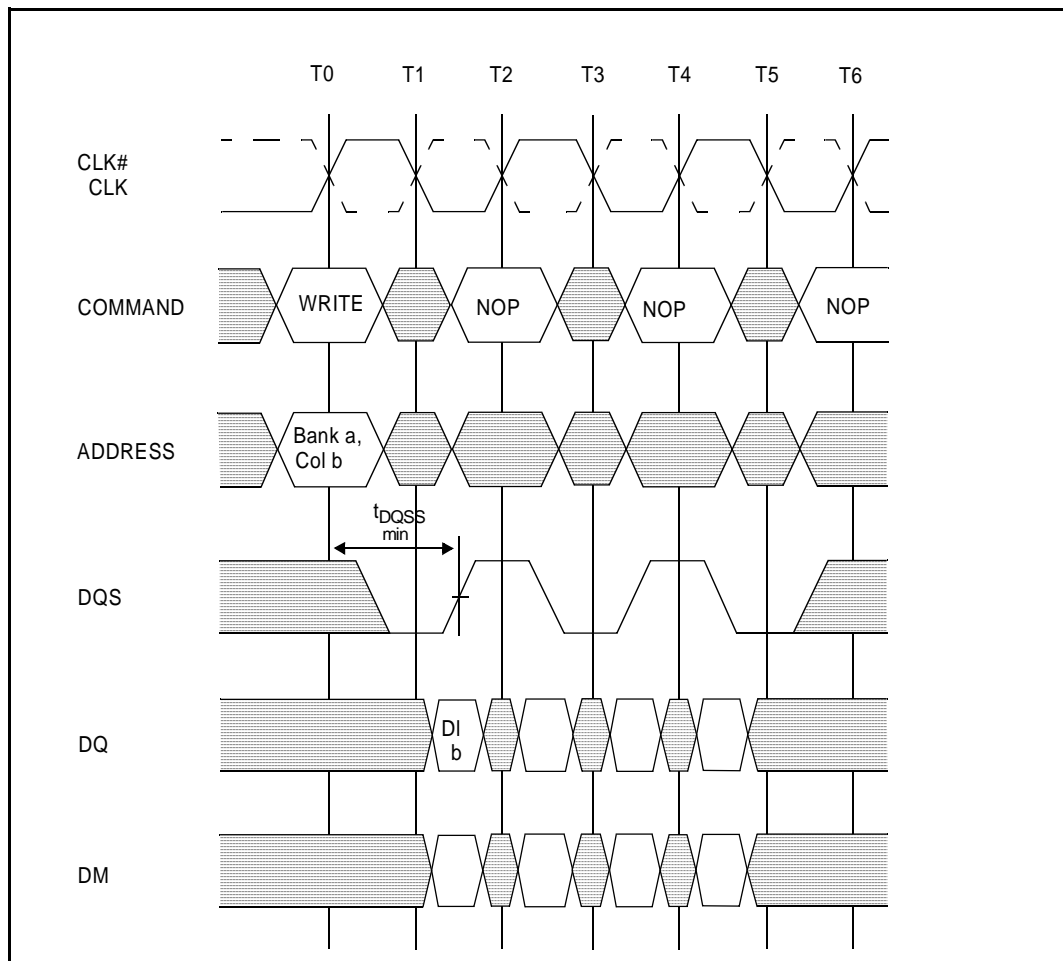 T0 T1 T2 T3 T4 T5 T6
CLK#
CLK
COMMAND
WRITE NOP NOP NOP
ADDRESS
Bank a,
Col b
tDQSS
min
DQS
DQ
DI
b
DM